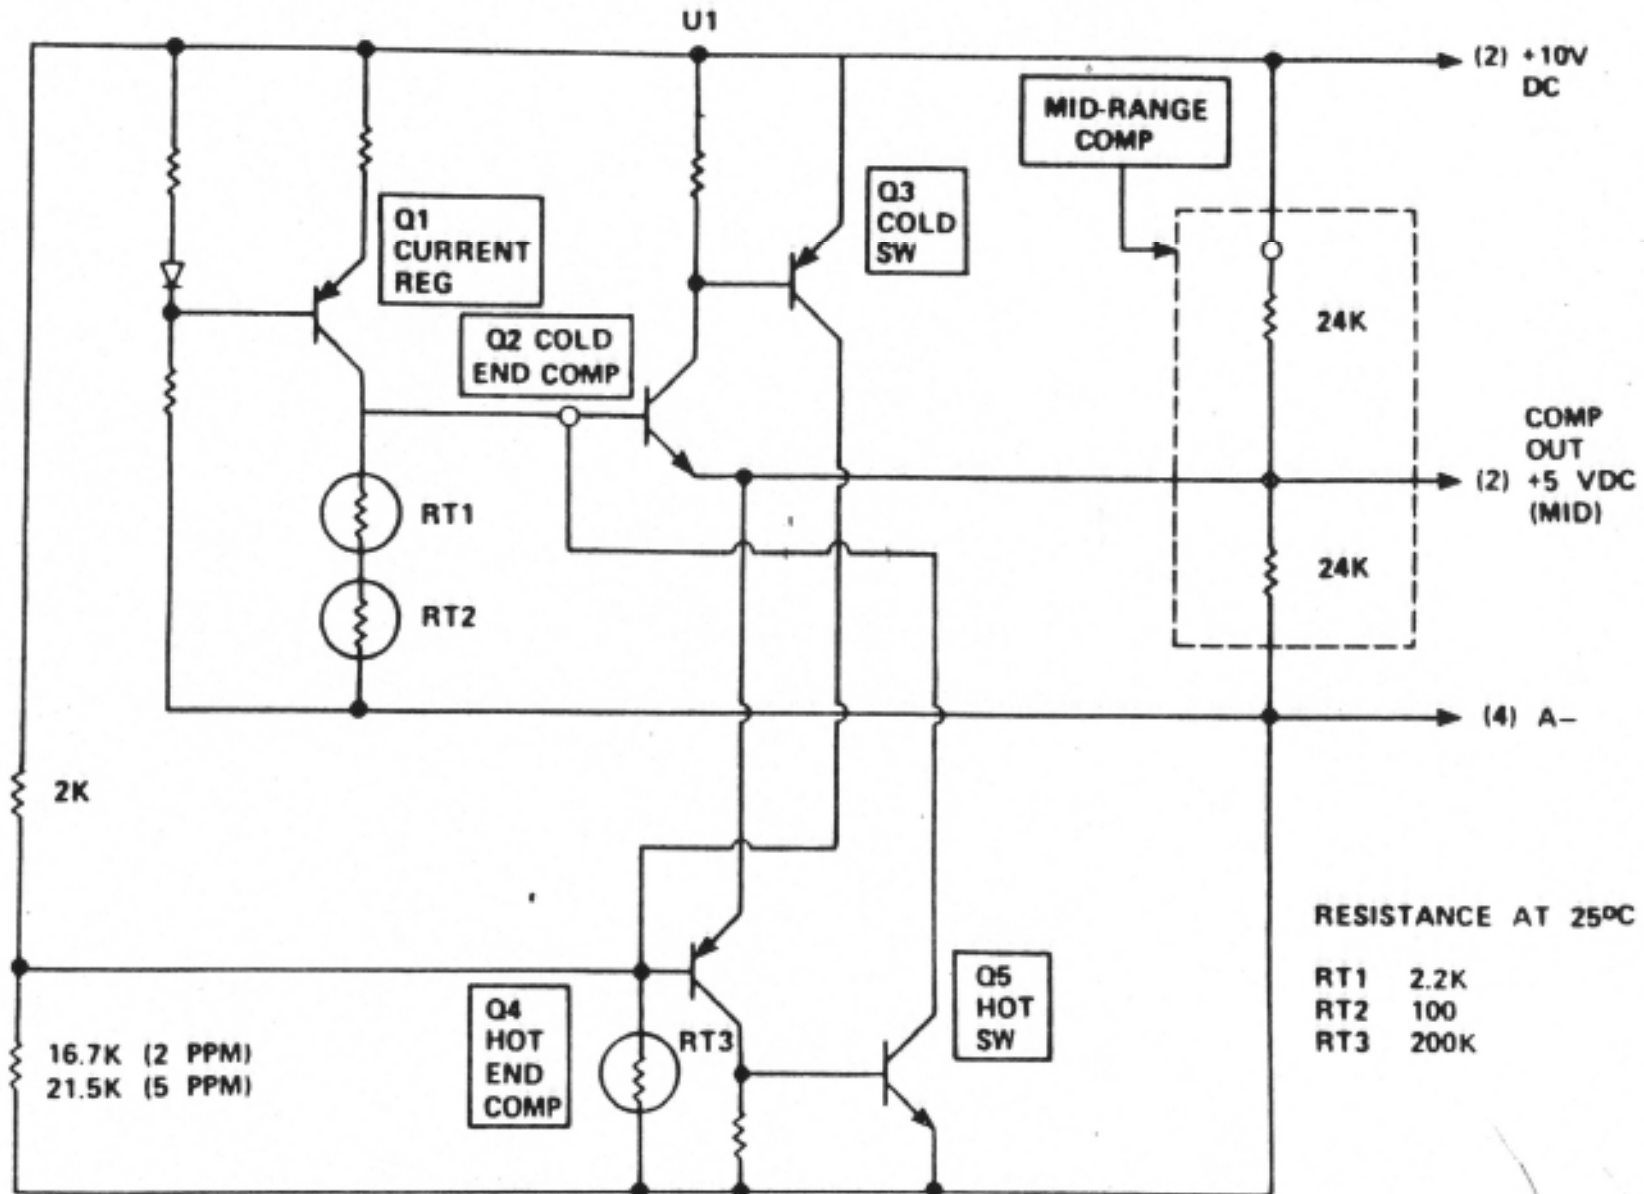 U1
(2) +10V
DC
MID-RANGE
COMP
Q1
CURRENT
REG
Q3
COLD
SW
Q2 COLD
END COMP
24K
COMP
OUT
(2) +5 VDC
(MID)
24K
RT1
RT2
(4) A-
2K
RESISTANCE AT 25°C
RT1 2.2K
RT2 100
RT3 200K
Q4
HOT
END
COMP
RT3
Q5
HOT
SW
16.7K (2 PPM)
21.5K (5 PPM)